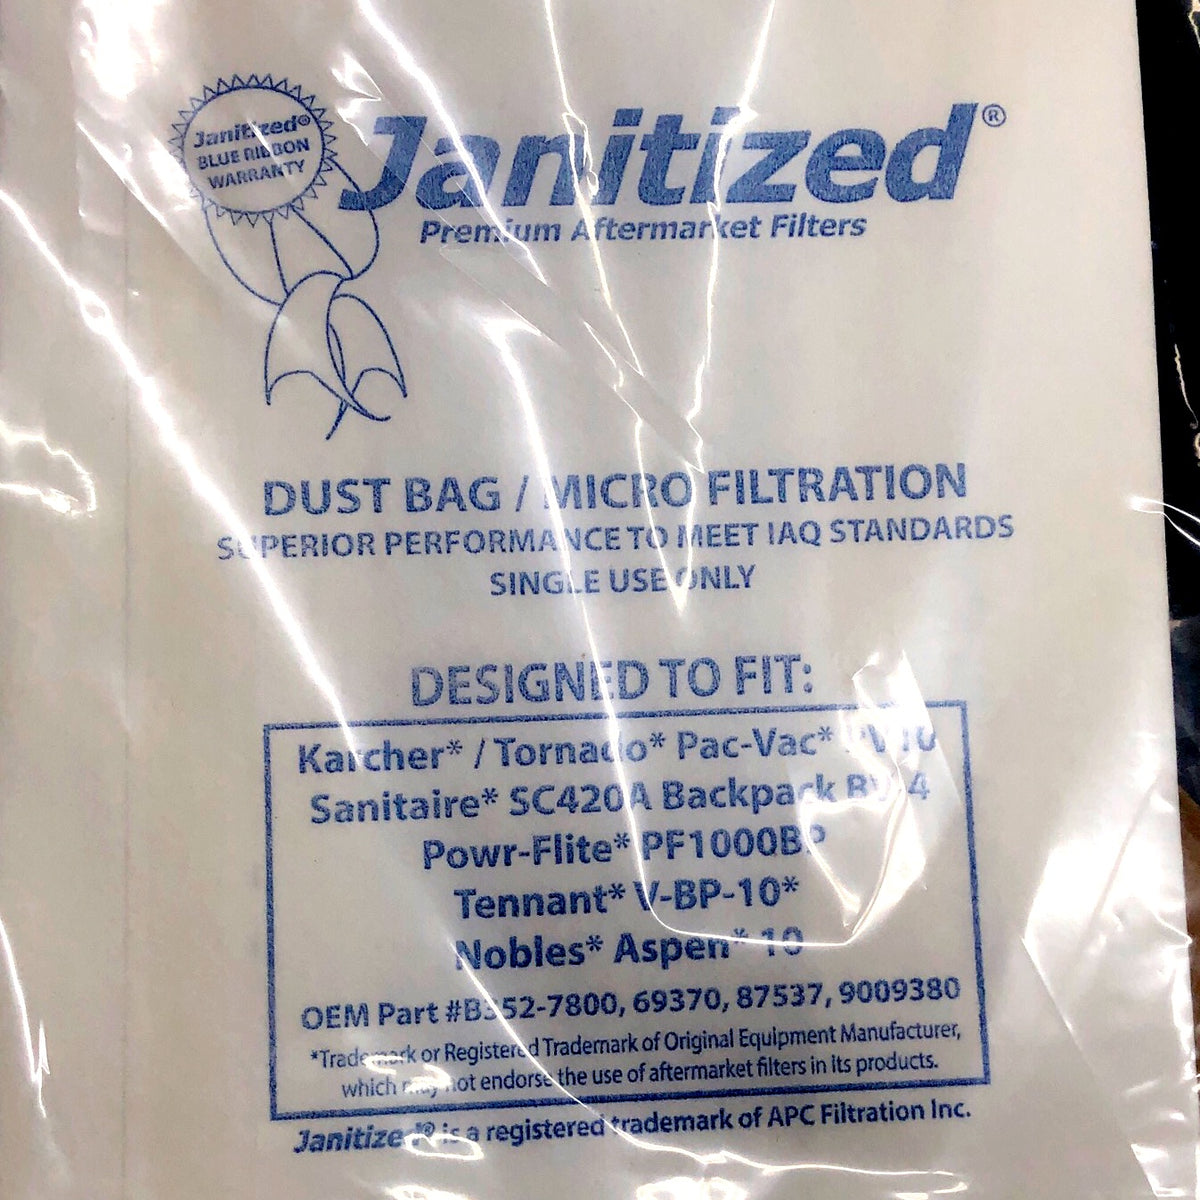 Janitized®
BLUE RIBBON
WARRANTY
Janitized®
Premium Aftermarket Filters
DUST BAG / MICRO FILTRATION
SUPERIOR PERFORMANCE TO MEET IAQ STANDARDS
SINGLE USE ONLY
DESIGNED TO FIT:
Karcher* / Tornado* Pac-Vac*
Sanitaire* SC420A Backpack
Powr-Flite* PF1000BP
Tennant* V-BP-10*
Nobles* Aspen* 10
OEM Part #B352-7800, 69370, 87537, 9009380
*Trademark or Registered Trademark of Original Equipment Manufacturer,
which may not endorse the use of aftermarket filters in its products.
Janitized® is a registered trademark of APC Filtration Inc.